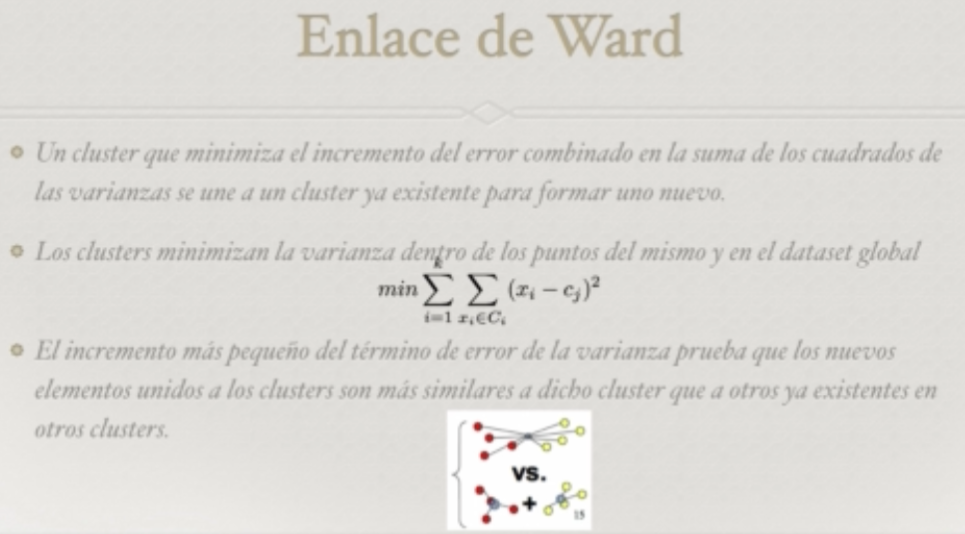 Enlace de Ward
Un cluster que minimiza el incremento del error combinado en la suma de los cuadrados de
las varianzas se une a un cluster ya existente para formar uno nuevo.
Los clusters minimizan la varianza dentro de los puntos del mismo y en el dataset global
min ∑_{i=1}^{k} ∑_{x_i∈C_i} (x_i − c_j)^2
El incremento más pequeño del término de error de la varianza prueba que los nuevos
elementos unidos a los clusters son más similares a dicho cluster que a otros ya existentes en
otros clusters.
vs.
+
15